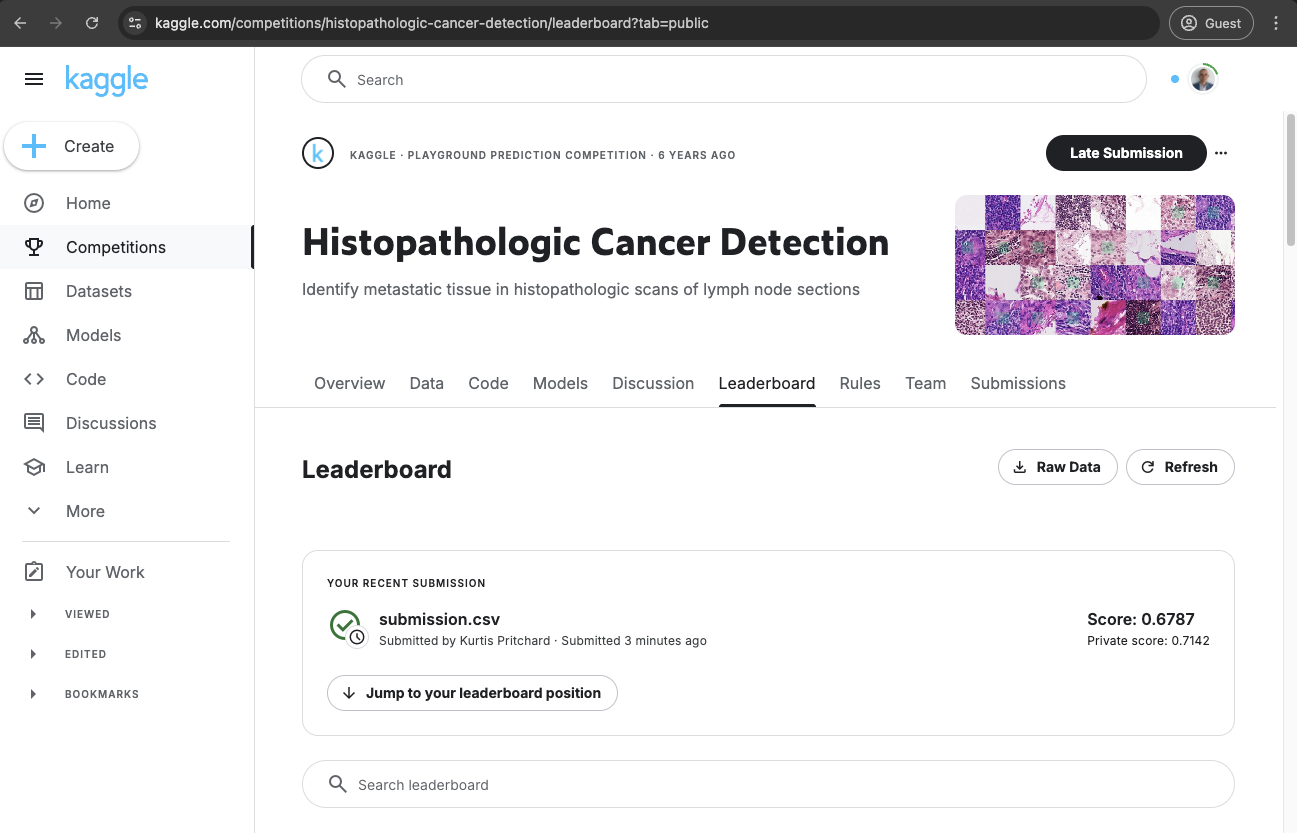 kaggle.com/competitions/histopathologic-cancer-detection/leaderboard?tab=public
Guest
kaggle
Search
Create
Home
Competitions
Datasets
Models
Code
Discussions
Learn
More
Your Work
VIEWED
EDITED
BOOKMARKS
k
KAGGLE · PLAYGROUND PREDICTION COMPETITION · 6 YEARS AGO
Late Submission
Histopathologic Cancer Detection
Identify metastatic tissue in histopathologic scans of lymph node sections
Overview Data Code Models Discussion Leaderboard Rules Team Submissions
Leaderboard
Raw Data
Refresh
YOUR RECENT SUBMISSION
submission.csv
Submitted by Kurtis Pritchard · Submitted 3 minutes ago
Score: 0.6787
Private score: 0.7142
Jump to your leaderboard position
Search leaderboard